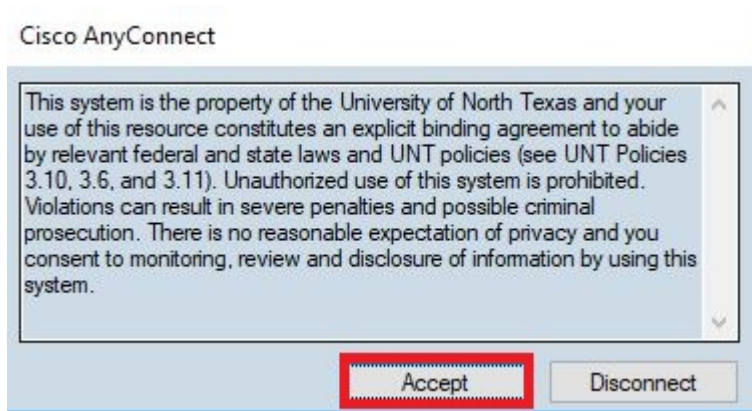 Cisco AnyConnect
This system is the property of the University of North Texas and your
use of this resource constitutes an explicit binding agreement to abide
by relevant federal and state laws and UNT policies (see UNT Policies
3.10, 3.6, and 3.11). Unauthorized use of this system is prohibited.
Violations can result in severe penalties and possible criminal
prosecution. There is no reasonable expectation of privacy and you
consent to monitoring, review and disclosure of information by using this
system.
Accept Disconnect